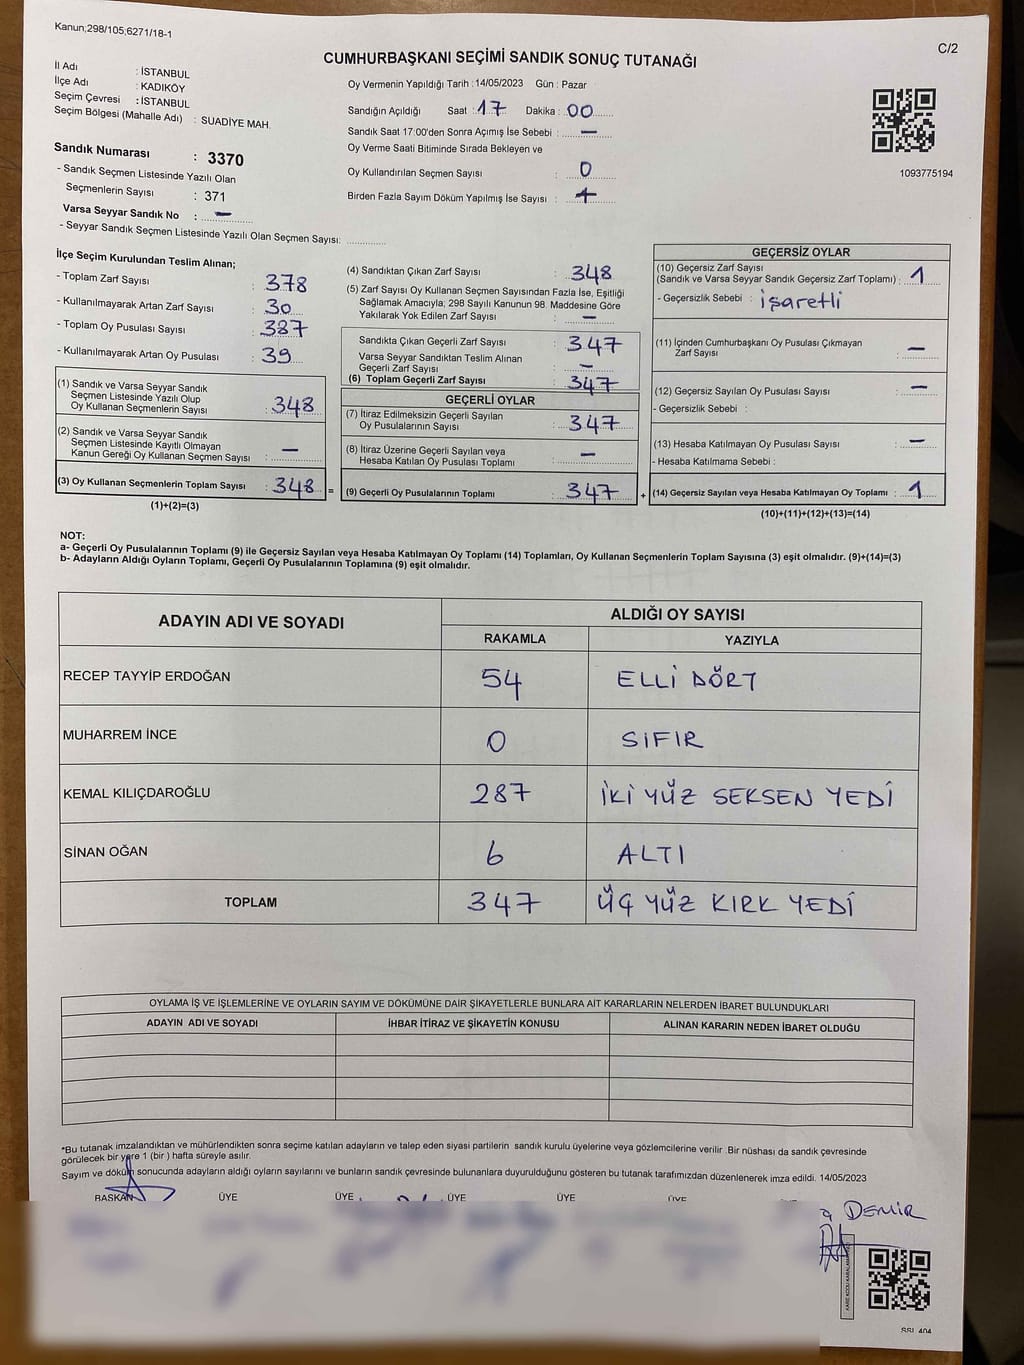 Kanun;298/105;6271/18-1
C/2
CUMHURBAŞKANI SEÇİMİ SANDIK SONUÇ TUTANAĞI
İl Adı : İSTANBUL
İlçe Adı : KADIKÖY
Seçim Çevresi : İSTANBUL
Seçim Bölgesi (Mahalle Adı) : SUADİYE MAH.
Sandık Numarası : 3370
- Sandık Seçmen Listesinde Yazılı Olan
Seçmenlerin Sayısı : 371
Varsa Seyyar Sandık No : —
- Seyyar Sandık Seçmen Listesinde Yazılı Olan Seçmen Sayısı: ............
Oy Vermenin Yapıldığı Tarih : 14/05/2023 Gün : Pazar
Sandığın Açıldığı Saat : 17 Dakika : 00
Sandık Saat 17:00'den Sonra Açımış İse Sebebi : —
Oy Verme Saati Bitiminde Sırada Bekleyen ve
Oy Kullandırılan Seçmen Sayısı : 0
Birden Fazla Sayım Döküm Yapılmış İse Sayısı :
1093775194
İlçe Seçim Kurulundan Teslim Alınan;
- Toplam Zarf Sayısı : 378
- Kullanılmayarak Artan Zarf Sayısı : 30
- Toplam Oy Pusulası Sayısı : 387
- Kullanılmayarak Artan Oy Pusulası : 39
(1) Sandık ve Varsa Seyyar Sandık
Seçmen Listesinde Yazılı Olup
Oy Kullanan Seçmenlerin Sayısı : 348
(2) Sandık ve Varsa Seyyar Sandık
Seçmen Listesinde Kayıtlı Olmayan
Kanun Gereği Oy Kullanan Seçmen Sayısı : —
(3) Oy Kullanan Seçmenlerin Toplam Sayısı : 348 =
(1)+(2)=(3)
(4) Sandıktan Çıkan Zarf Sayısı : 348
(5) Zarf Sayısı Oy Kullanan Seçmen Sayısından Fazla İse, Eşitliği
Sağlamak Amacıyla; 298 Sayılı Kanunun 98. Maddesine Göre
Yakılarak Yok Edilen Zarf Sayısı : —
Sandıkta Çıkan Geçerli Zarf Sayısı : 347
Varsa Seyyar Sandıktan Teslim Alınan
Geçerli Zarf Sayısı : —
(6) Toplam Geçerli Zarf Sayısı : 347
GEÇERLİ OYLAR
(7) İtiraz Edilmeksizin Geçerli Sayılan
Oy Pusulalarının Sayısı : 347
(8) İtiraz Üzerine Geçerli Sayılan veya
Hesaba Katılan Oy Pusulası Toplamı : —
(9) Geçerli Oy Pusulalarının Toplamı : 347 +
GEÇERSİZ OYLAR
(10) Geçersiz Zarf Sayısı
(Sandık ve Varsa Seyyar Sandık Geçersiz Zarf Toplamı) : 1
- Geçersizlik Sebebi : işaretli
(11) İçinden Cumhurbaşkanı Oy Pusulası Çıkmayan
Zarf Sayısı : —
(12) Geçersiz Sayılan Oy Pusulası Sayısı : —
- Geçersizlik Sebebi :
(13) Hesaba Katılmayan Oy Pusulası Sayısı : —
- Hesaba Katılmama Sebebi :
(14) Geçersiz Sayılan veya Hesaba Katılmayan Oy Toplamı : 1
(10)+(11)+(12)+(13)=(14)
NOT:
a- Geçerli Oy Pusulalarının Toplamı (9) ile Geçersiz Sayılan veya Hesaba Katılmayan Oy Toplamı (14) Toplamları, Oy Kullanan Seçmenlerin Toplam Sayısına (3) eşit olmalıdır. (9)+(14)=(3)
b- Adayların Aldığı Oyların Toplamı, Geçerli Oy Pusulalarının Toplamına (9) eşit olmalıdır.
ADAYIN ADI VE SOYADI ALDIĞI OY SAYISI
RAKAMLA YAZIYLA
RECEP TAYYİP ERDOĞAN 54 ELLİ DÖRT
MUHARREM İNCE 0 SIFIR
KEMAL KILIÇDAROĞLU 287 İKİ YÜZ SEKSEN YEDİ
SİNAN OĞAN 6 ALTI
TOPLAM 347 ÜÇ YÜZ KIRK YEDİ
OYLAMA İŞ VE İŞLEMLERİNE VE OYLARIN SAYIM VE DÖKÜMÜNE DAİR ŞİKAYETLERLE BUNLARA AİT KARARLARIN NELERDEN İBARET BULUNDUKLARI
ADAYIN ADI VE SOYADI İHBAR İTİRAZ VE ŞİKAYETİN KONUSU ALINAN KARARIN NEDEN İBARET OLDUĞU
*Bu tutanak imzalandıktan ve mühürlendikten sonra seçime katılan adayların ve talep eden siyasi partilerin sandık kurulu üyelerine veya gözlemcilerine verilir. Bir nüshası da sandık çevresinde
görülecek bir yere 1 (bir ) hafta süreyle asılır.
Sayım ve döküm sonucunda adayların aldığı oyların sayılarını ve bunların sandık çevresinde bulunanlara duyurulduğunu gösteren bu tutanak tarafımızdan düzenlenerek imza edildi. 14/05/2023
BAŞKAN ÜYE ÜYE ÜYE ÜYE ÜYE
DEMİR